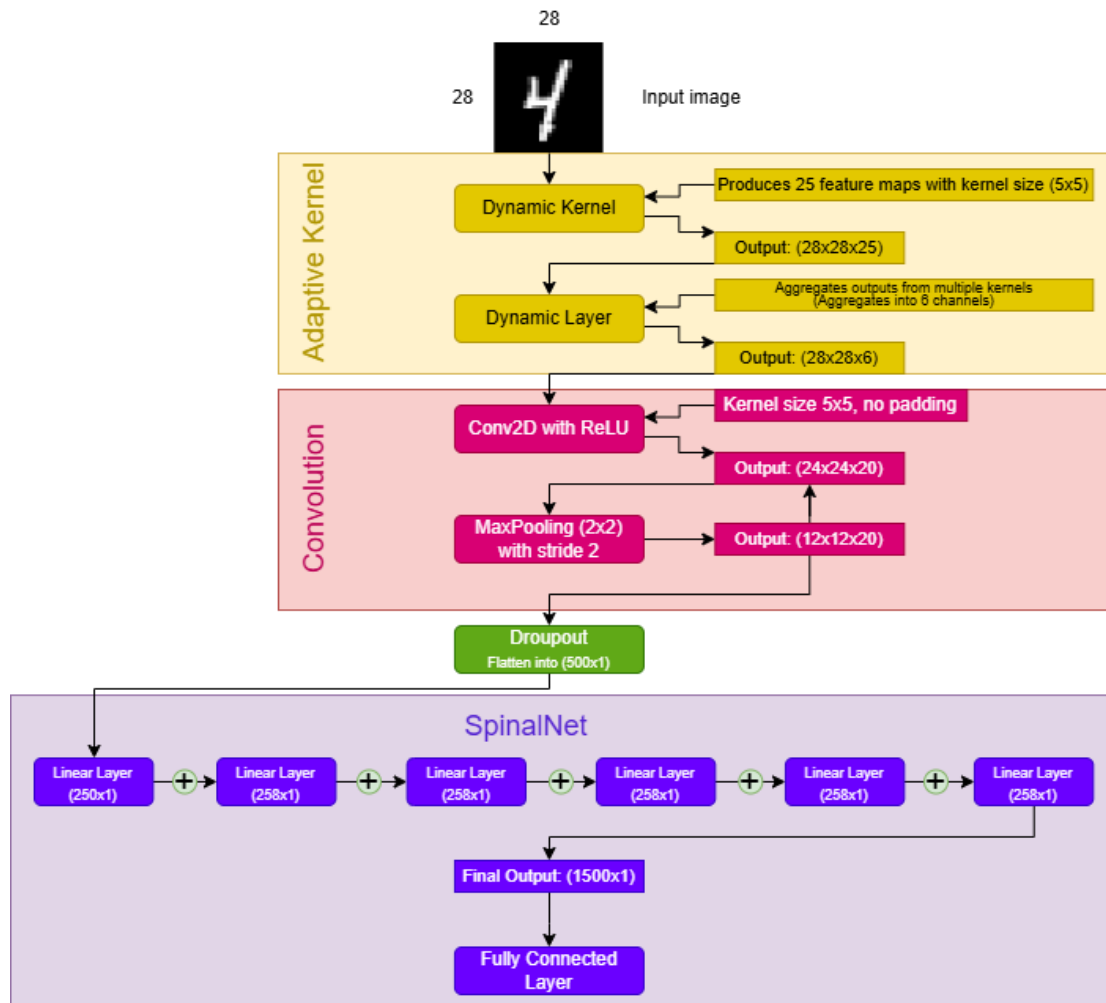 28
28
Input image
Adaptive Kernel
Dynamic Kernel
Produces 25 feature maps with kernel size (5x5)
Output: (28x28x25)
Dynamic Layer
Aggregates outputs from multiple kernels
(Aggregates into 6 channels)
Output: (28x28x6)
Convolution
Conv2D with ReLU
Kernel size 5x5, no padding
Output: (24x24x20)
MaxPooling (2x2)
with stride 2
Output: (12x12x20)
Droupout
Flatten into (500x1)
SpinalNet
Linear Layer
(250x1)
+
Linear Layer
(258x1)
+
Linear Layer
(258x1)
+
Linear Layer
(258x1)
+
Linear Layer
(258x1)
+
Linear Layer
(258x1)
Final Output: (1500x1)
Fully Connected
Layer